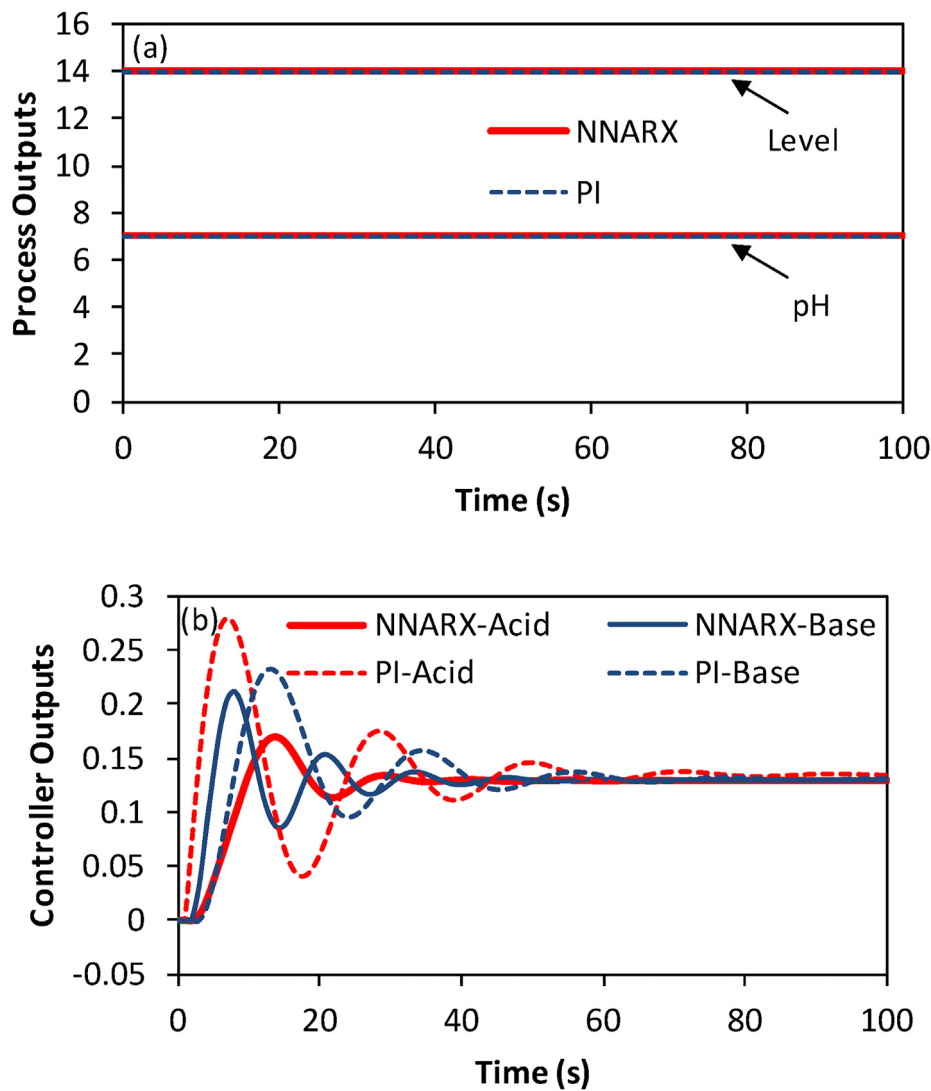 16
(a)
14
12
NNARX
Level
10
PI
8
6
pH
4
2
0
Process Outputs
0 20 40 60 80 100
Time (s)
0.3
(b)
NNARX-Acid NNARX-Base
0.25
PI-Acid PI-Base
0.2
0.15
0.1
0.05
0
-0.05
Controller Outputs
0 20 40 60 80 100
Time (s)